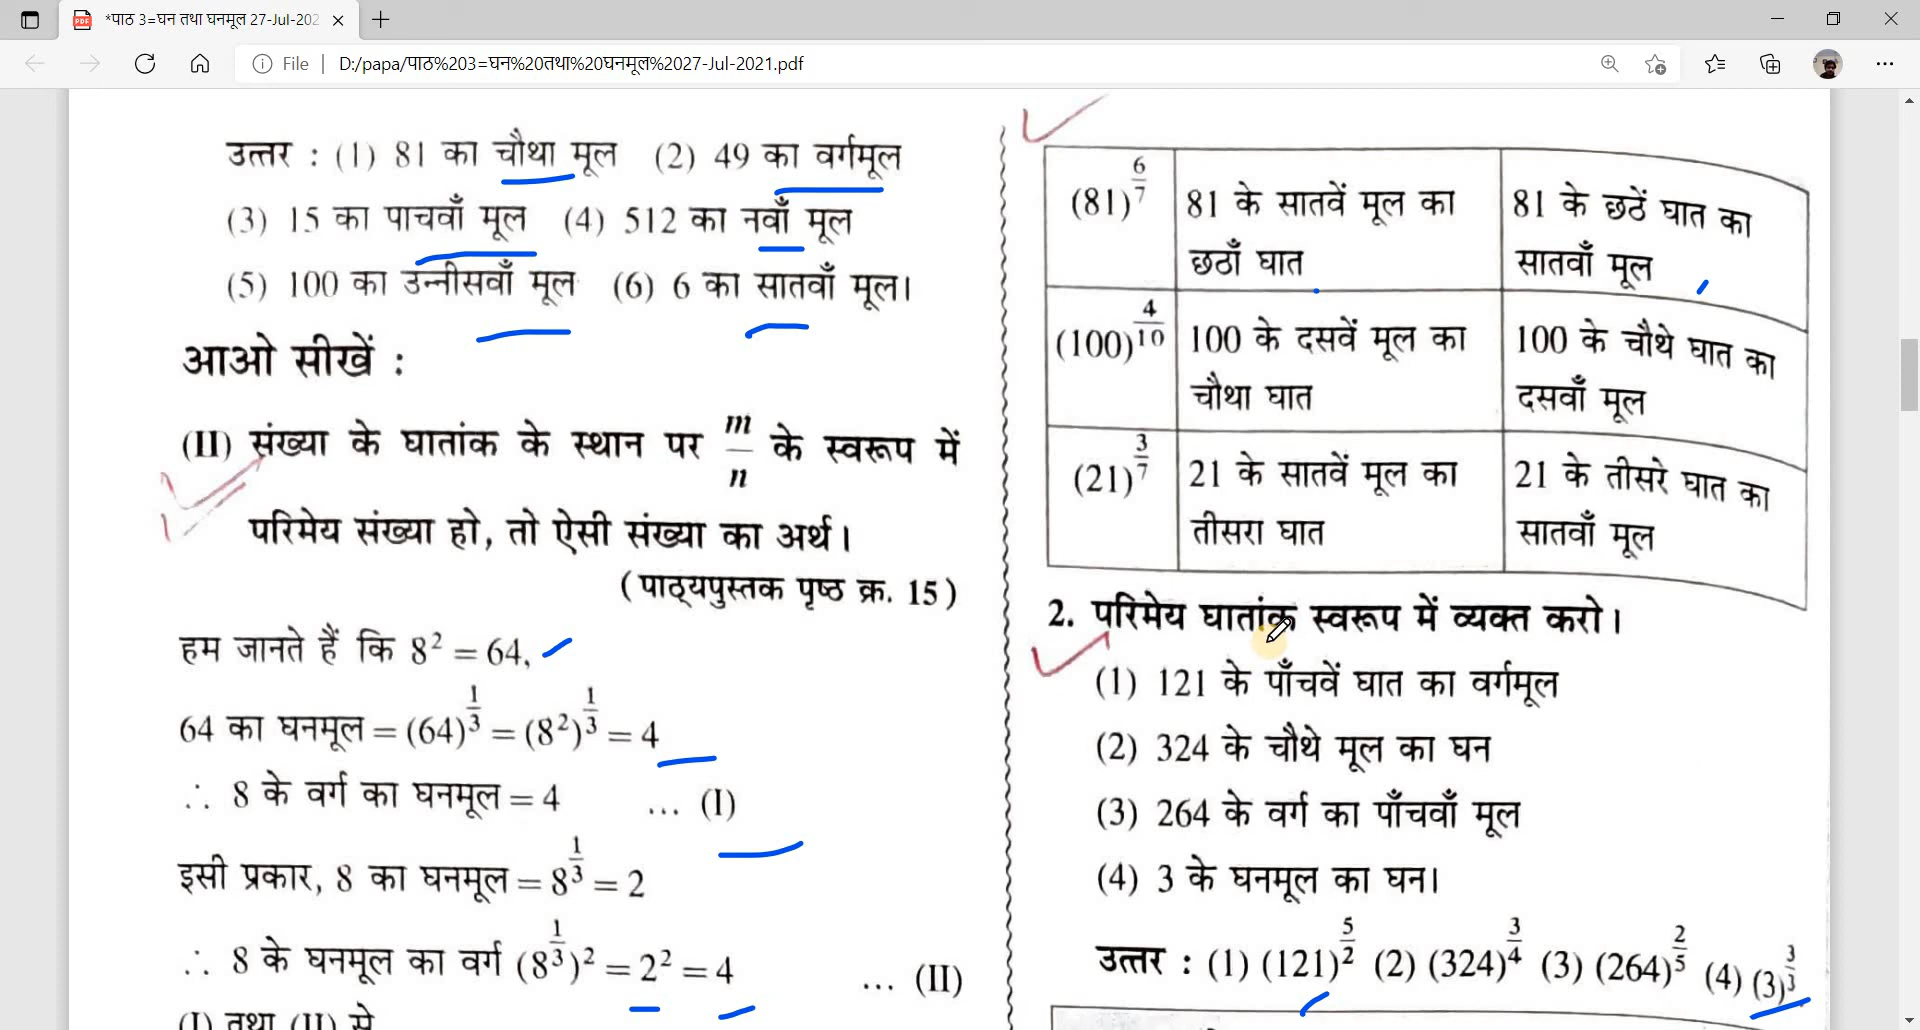 *पाठ 3=घन तथा घनमूल 27-Jul-202
File | D:/papa/पाठ%203=घन%20तथा%20घनमूल%2027-Jul-2021.pdf
उत्तर : (1) 81 का चौथा मूल (2) 49 का वर्गमूल
(3) 15 का पाचवाँ मूल (4) 512 का नवाँ मूल
(5) 100 का उन्नीसवाँ मूल (6) 6 का सातवाँ मूल।
आओ सीखें :
(II) संख्या के घातांक के स्थान पर m/n के स्वरूप में
परिमेय संख्या हो, तो ऐसी संख्या का अर्थ।
(पाठ्यपुस्तक पृष्ठ क्र. 15)
हम जानते हैं कि 8² = 64,
64 का घनमूल = (64)^1/3 = (8²)^1/3 = 4
∴ 8 के वर्ग का घनमूल = 4 ... (I)
इसी प्रकार, 8 का घनमूल = 8^1/3 = 2
∴ 8 के घनमूल का वर्ग (8^1/3)² = 2² = 4 ... (II)
(I) तथा (II) से
(81)^6/7 81 के सातवें मूल का 81 के छठें घात का
छठाँ घात सातवाँ मूल
(100)^4/10 100 के दसवें मूल का 100 के चौथे घात का
चौथा घात दसवाँ मूल
(21)^3/7 21 के सातवें मूल का 21 के तीसरे घात का
तीसरा घात सातवाँ मूल
2. परिमेय घातांक स्वरूप में व्यक्त करो।
(1) 121 के पाँचवें घात का वर्गमूल
(2) 324 के चौथे मूल का घन
(3) 264 के वर्ग का पाँचवाँ मूल
(4) 3 के घनमूल का घन।
उत्तर : (1) (121)^5/2 (2) (324)^3/4 (3) (264)^2/5 (4) (3)^3/3